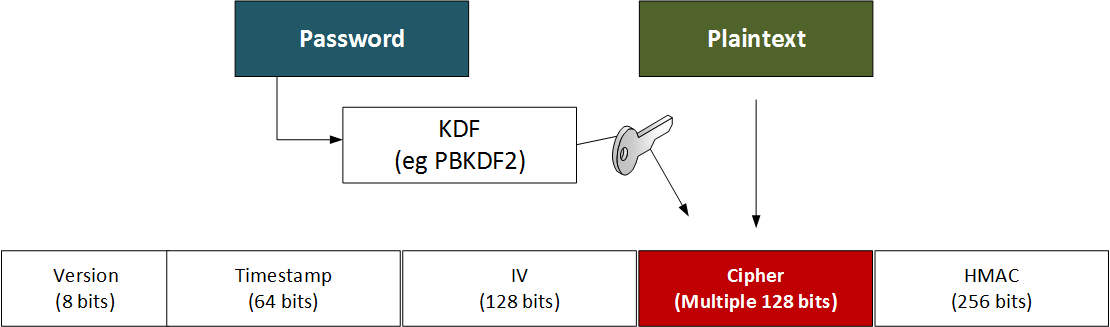 Password
Plaintext
KDF
(eg PBKDF2)
Version
(8 bits)
Timestamp
(64 bits)
IV
(128 bits)
Cipher
(Multiple 128 bits)
HMAC
(256 bits)